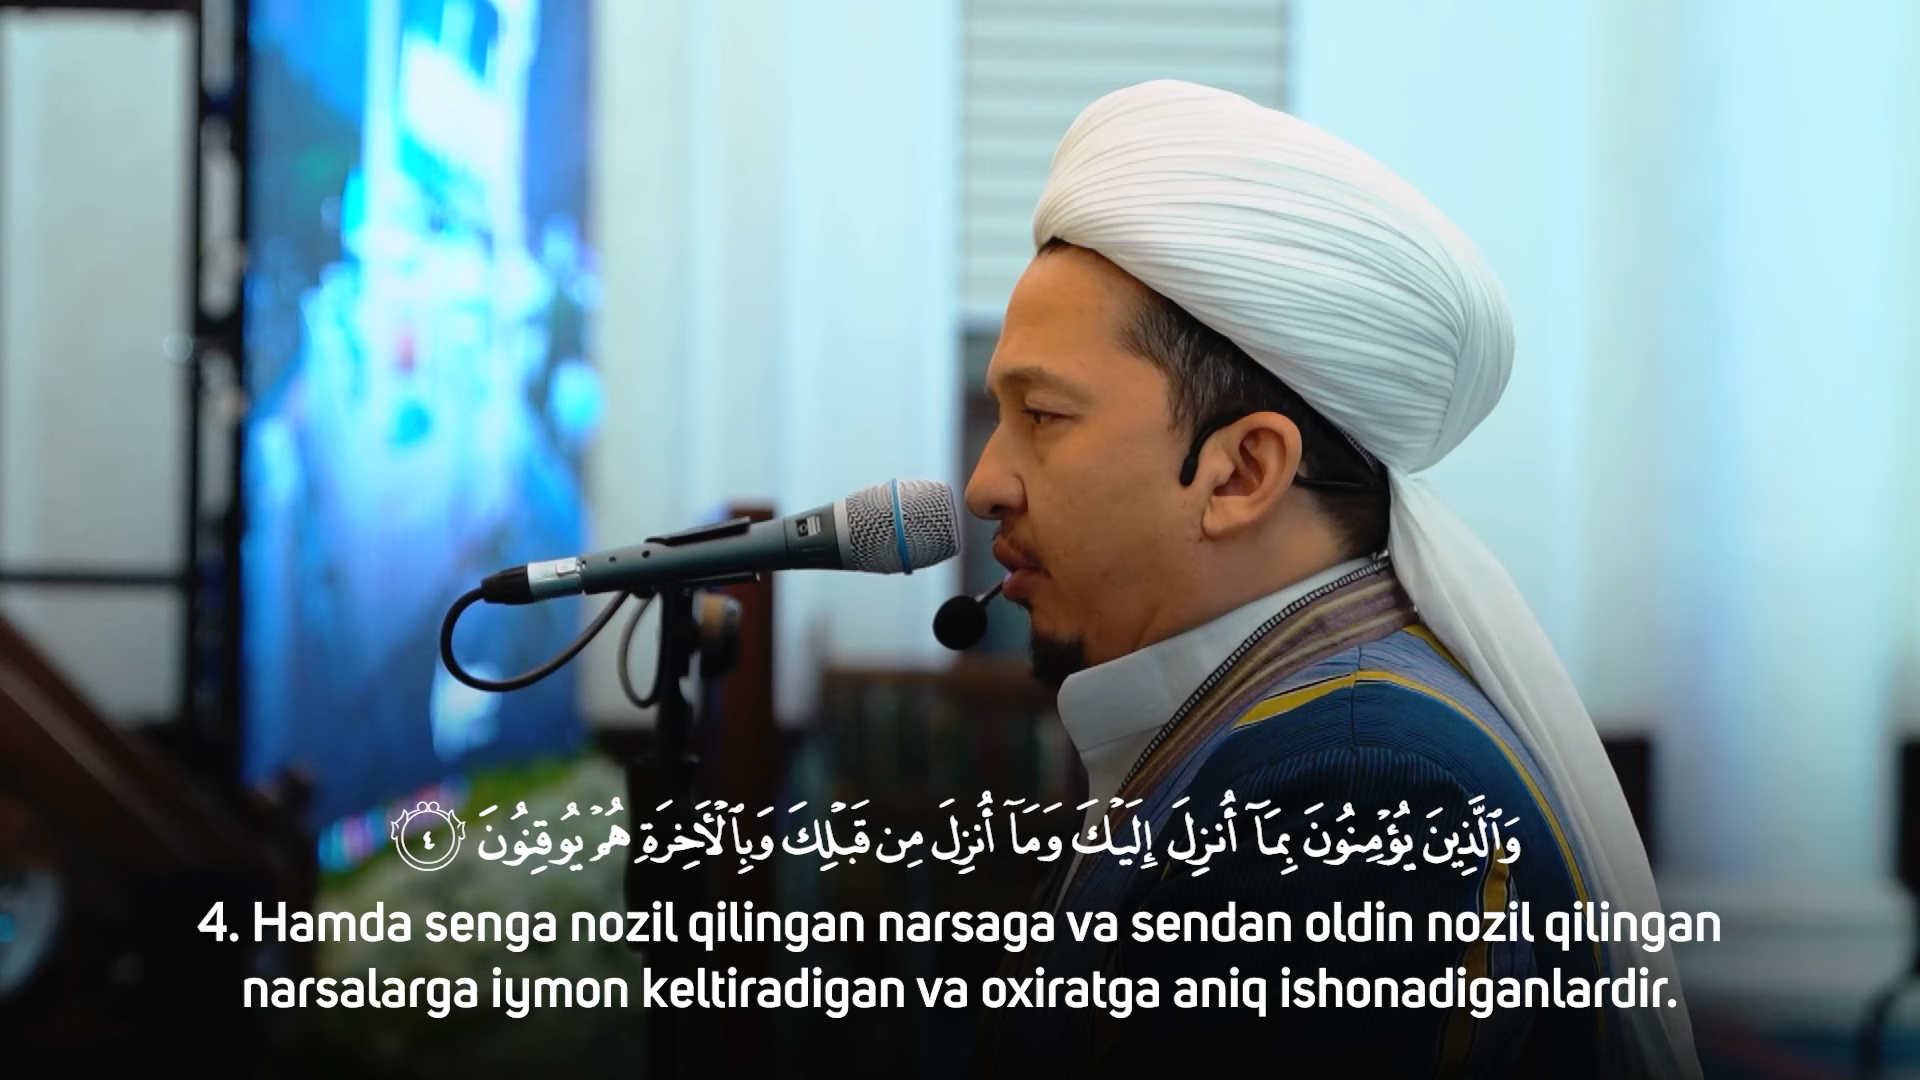 وَٱلَّذِينَ يُؤۡمِنُونَ بِمَآ أُنزِلَ إِلَيۡكَ وَمَآ أُنزِلَ مِن قَبۡلِكَ وَبِٱلۡأٓخِرَةِ هُمۡ يُوقِنُونَ ٤
4. Hamda senga nozil qilingan narsaga va sendan oldin nozil qilingan
narsalarga iymon keltiradigan va oxiratga aniq ishonadiganlardir.